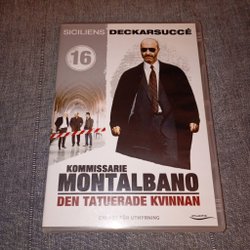 SICILIENS DECKARSUCCÉ
16
KOMMISSARIE
MONTALBANO
DEN TATUERADE KVINNAN